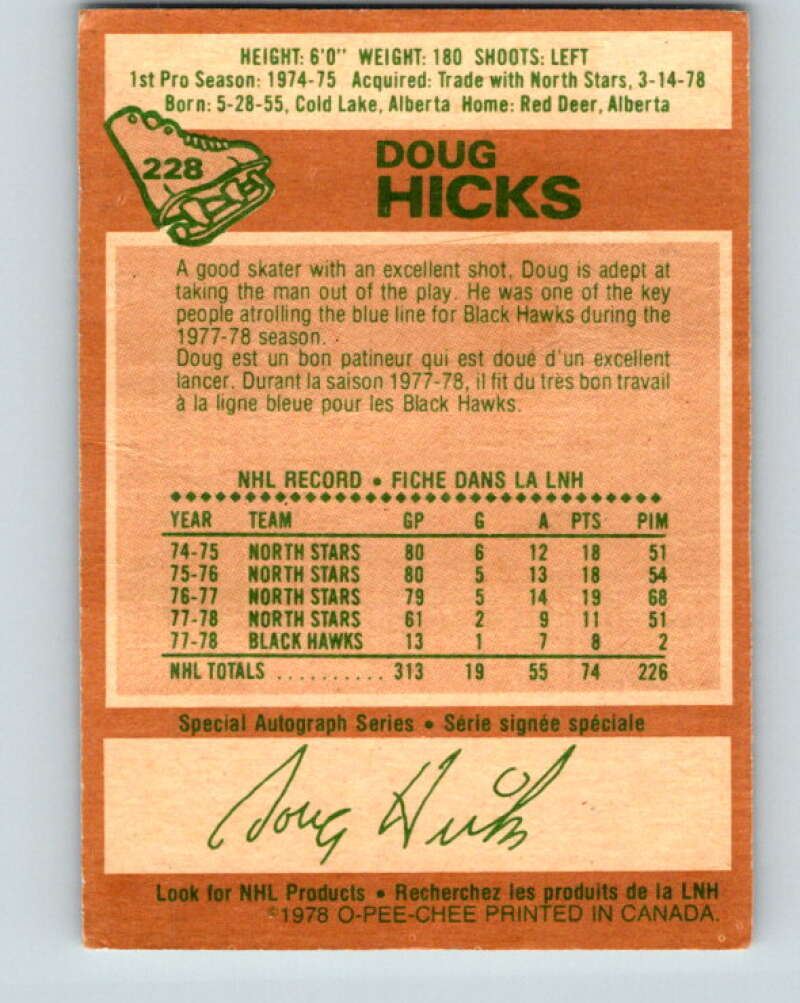 HEIGHT: 6'0" WEIGHT: 180 SHOOTS: LEFT
1st Pro Season: 1974-75 Acquired: Trade with North Stars, 3-14-78
Born: 5-28-55, Cold Lake, Alberta Home: Red Deer, Alberta
228
DOUG
HICKS
A good skater with an excellent shot, Doug is adept at
taking the man out of the play. He was one of the key
people atrolling the blue line for Black Hawks during the
1977-78 season.
Doug est un bon patineur qui est doué d'un excellent
lancer. Durant la saison 1977-78, il fit du très bon travail
à la ligne bleue pour les Black Hawks.
NHL RECORD • FICHE DANS LA LNH
YEAR TEAM GP G A PTS PIM
74-75 NORTH STARS 80 6 12 18 51
75-76 NORTH STARS 80 5 13 18 54
76-77 NORTH STARS 79 5 14 19 68
77-78 NORTH STARS 61 2 9 11 51
77-78 BLACK HAWKS 13 1 7 8 2
NHL TOTALS .......... 313 19 55 74 226
Special Autograph Series • Série signée spéciale
Doug Hicks
Look for NHL Products • Recherchez les produits de la LNH
©1978 O-PEE-CHEE PRINTED IN CANADA.